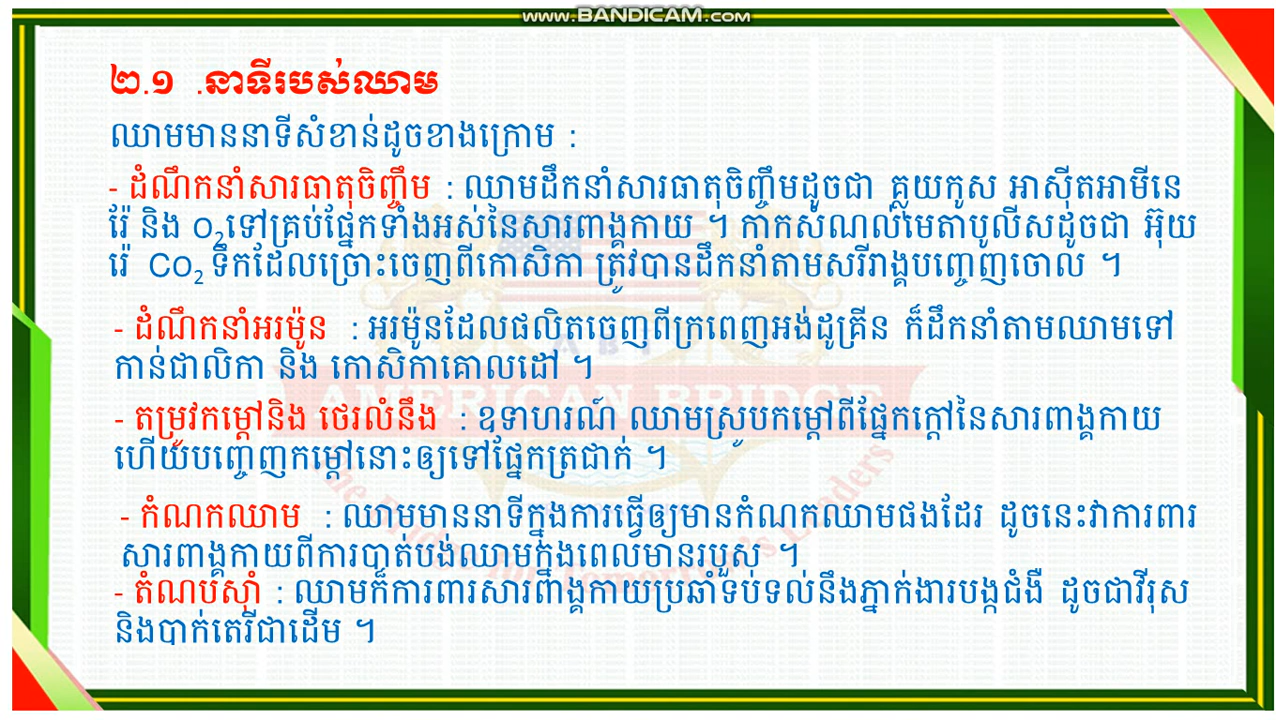 www.BANDICAM.com
២.១ .នាទីរបស់ឈាម
ឈាមមាននាទីសំខាន់ដូចខាងក្រោម :
- ដំណឹកនាំសារធាតុចិញ្ចឹម : ឈាមដឹកនាំសារធាតុចិញ្ចឹមដូចជា គ្លុយកូស អាស៊ីតអាមីនេ
រ៉ែ និង O2ទៅគ្រប់ផ្នែកទាំងអស់នៃសារពាង្គកាយ ។ កាកសំណល់មេតាបូលីសដូចជា អ៊ុយ
រ៉េ CO2 ទឹកដែលច្រោះចេញពីកោសិកា ត្រូវបានដឹកនាំតាមសរីរាង្គបញ្ចេញចោល ។
- ដំណឹកនាំអរម៉ូន : អរម៉ូនដែលផលិតចេញពីក្រពេញអង់ដូគ្រីន ក៏ដឹកនាំតាមឈាមទៅ
កាន់ជាលិកា និង កោសិកាគោលដៅ ។
- តម្រូវកម្ដៅនិង ថេរលំនឹង : ឧទាហរណ៍ ឈាមស្រូបកម្ដៅពីផ្នែកក្ដៅនៃសារពាង្គកាយ
ហើយបញ្ចេញកម្ដៅនោះឲ្យទៅផ្នែកត្រជាក់ ។
- កំណកឈាម : ឈាមមាននាទីក្នុងការធ្វើឲ្យមានកំណកឈាមផងដែរ ដូចនេះវាការពារ
សារពាង្គកាយពីការបាត់បង់ឈាមក្នុងពេលមានរបួស ។
- តំណបស៊ាំ : ឈាមក៏ការពារសារពាង្គកាយប្រឆាំទប់ទល់នឹងភ្នាក់ងារបង្កជំងឺ ដូចជាវីរុស
និងបាក់តេរីជាដើម ។
ABI
AMERICAN BRIDGE
The Bridge for Tomorrow's Leaders